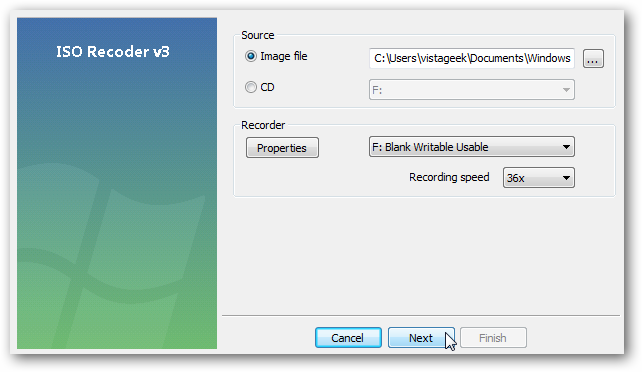 ISO Recoder v3
Source
Image file
C:\Users\vistageek\Documents\Windows
...
CD
F:
Recorder
Properties
F: Blank Writable Usable
Recording speed
36x
Cancel
Next
Finish